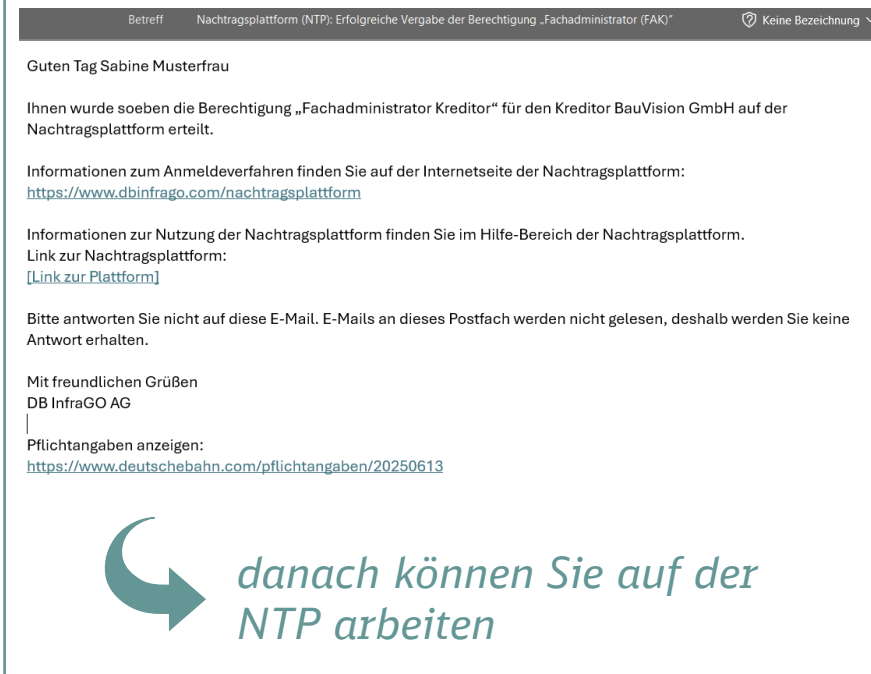 Betreff Nachtragsplattform (NTP): Erfolgreiche Vergabe der Berechtigung „Fachadministrator (FAK)" Keine Bezeichnung
Guten Tag Sabine Musterfrau
Ihnen wurde soeben die Berechtigung „Fachadministrator Kreditor“ für den Kreditor BauVision GmbH auf der
Nachtragsplattform erteilt.
Informationen zum Anmeldeverfahren finden Sie auf der Internetseite der Nachtragsplattform:
https://www.dbinfrago.com/nachtragsplattform
Informationen zur Nutzung der Nachtragsplattform finden Sie im Hilfe-Bereich der Nachtragsplattform.
Link zur Nachtragsplattform:
[Link zur Plattform]
Bitte antworten Sie nicht auf diese E-Mail. E-Mails an dieses Postfach werden nicht gelesen, deshalb werden Sie keine
Antwort erhalten.
Mit freundlichen Grüßen
DB InfraGO AG
Pflichtangaben anzeigen:
https://www.deutschebahn.com/pflichtangaben/20250613
danach können Sie auf der
NTP arbeiten